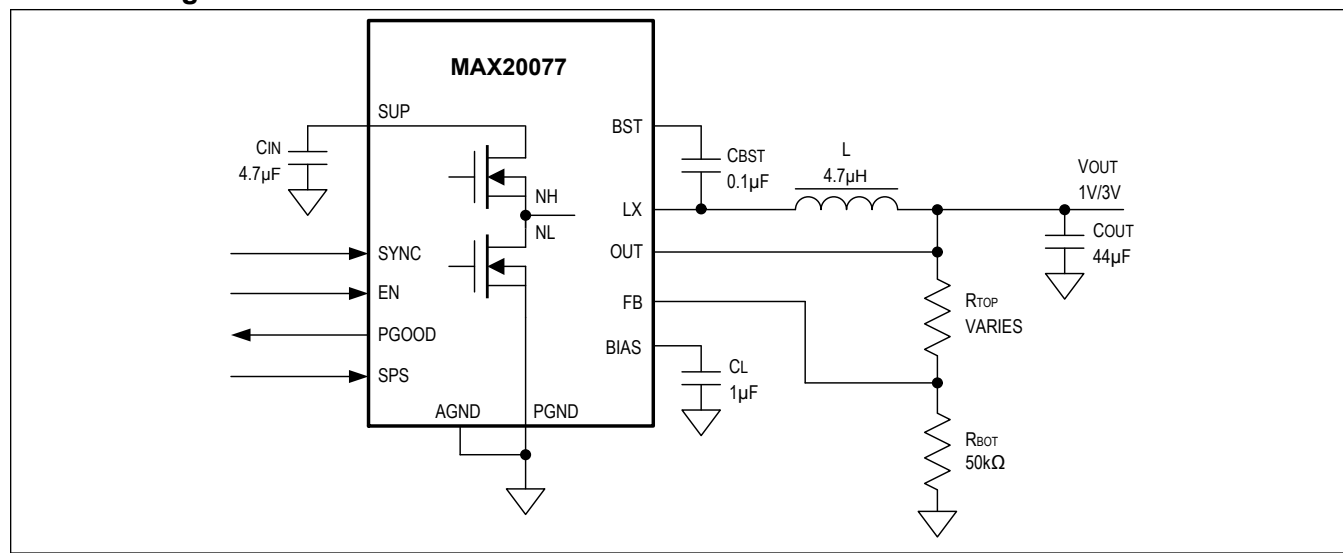 MAX20077
SUP
CIN
4.7µF
NH
NL
SYNC
EN
PGOOD
SPS
AGND
PGND
BST
LX
OUT
FB
BIAS
CBST
0.1µF
L
4.7µH
VOUT
1V/3V
COUT
44µF
RTOP
VARIES
CL
1µF
RBOT
50kΩ